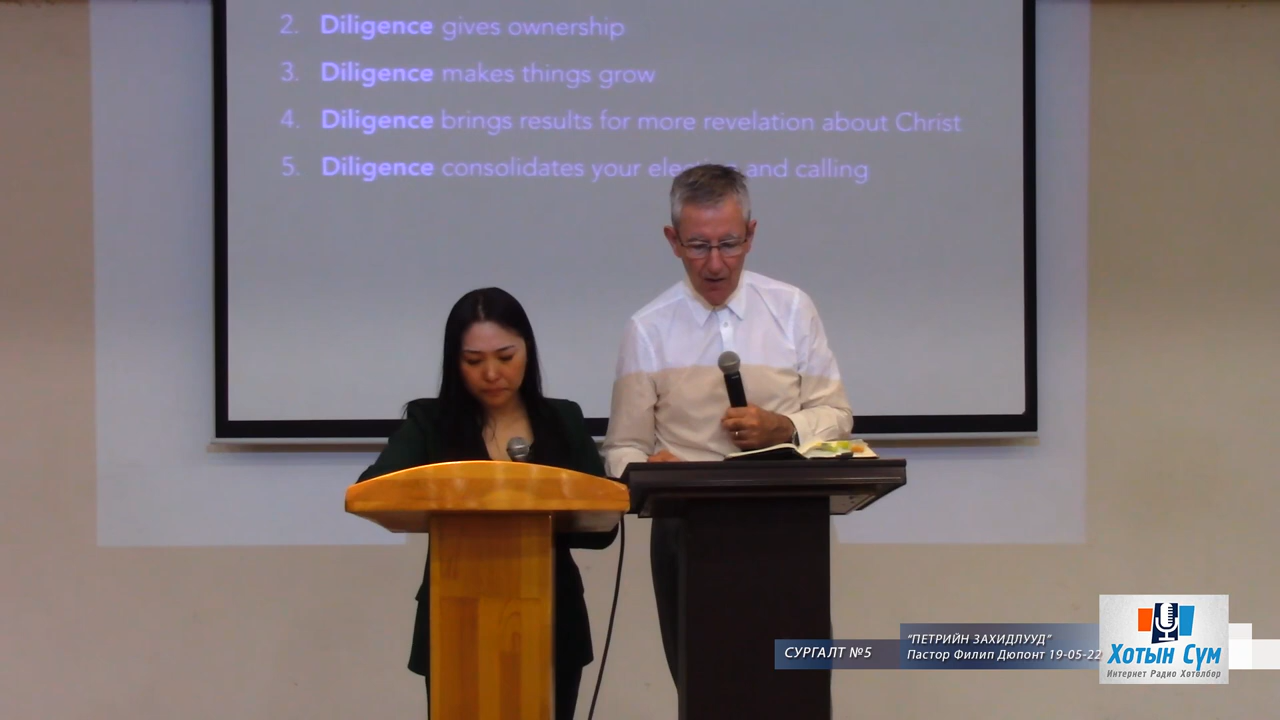 2. Diligence gives ownership
3. Diligence makes things grow
4. Diligence brings results for more revelation about Christ
5. Diligence consolidates your and calling
СУРГАЛТ №5
"ПЕТРИЙН ЗАХИДЛУУД"
Пастор Филип Дюпонт 19-05-22
Хотын Сүм
Интернет Радио Хөтөлбөр